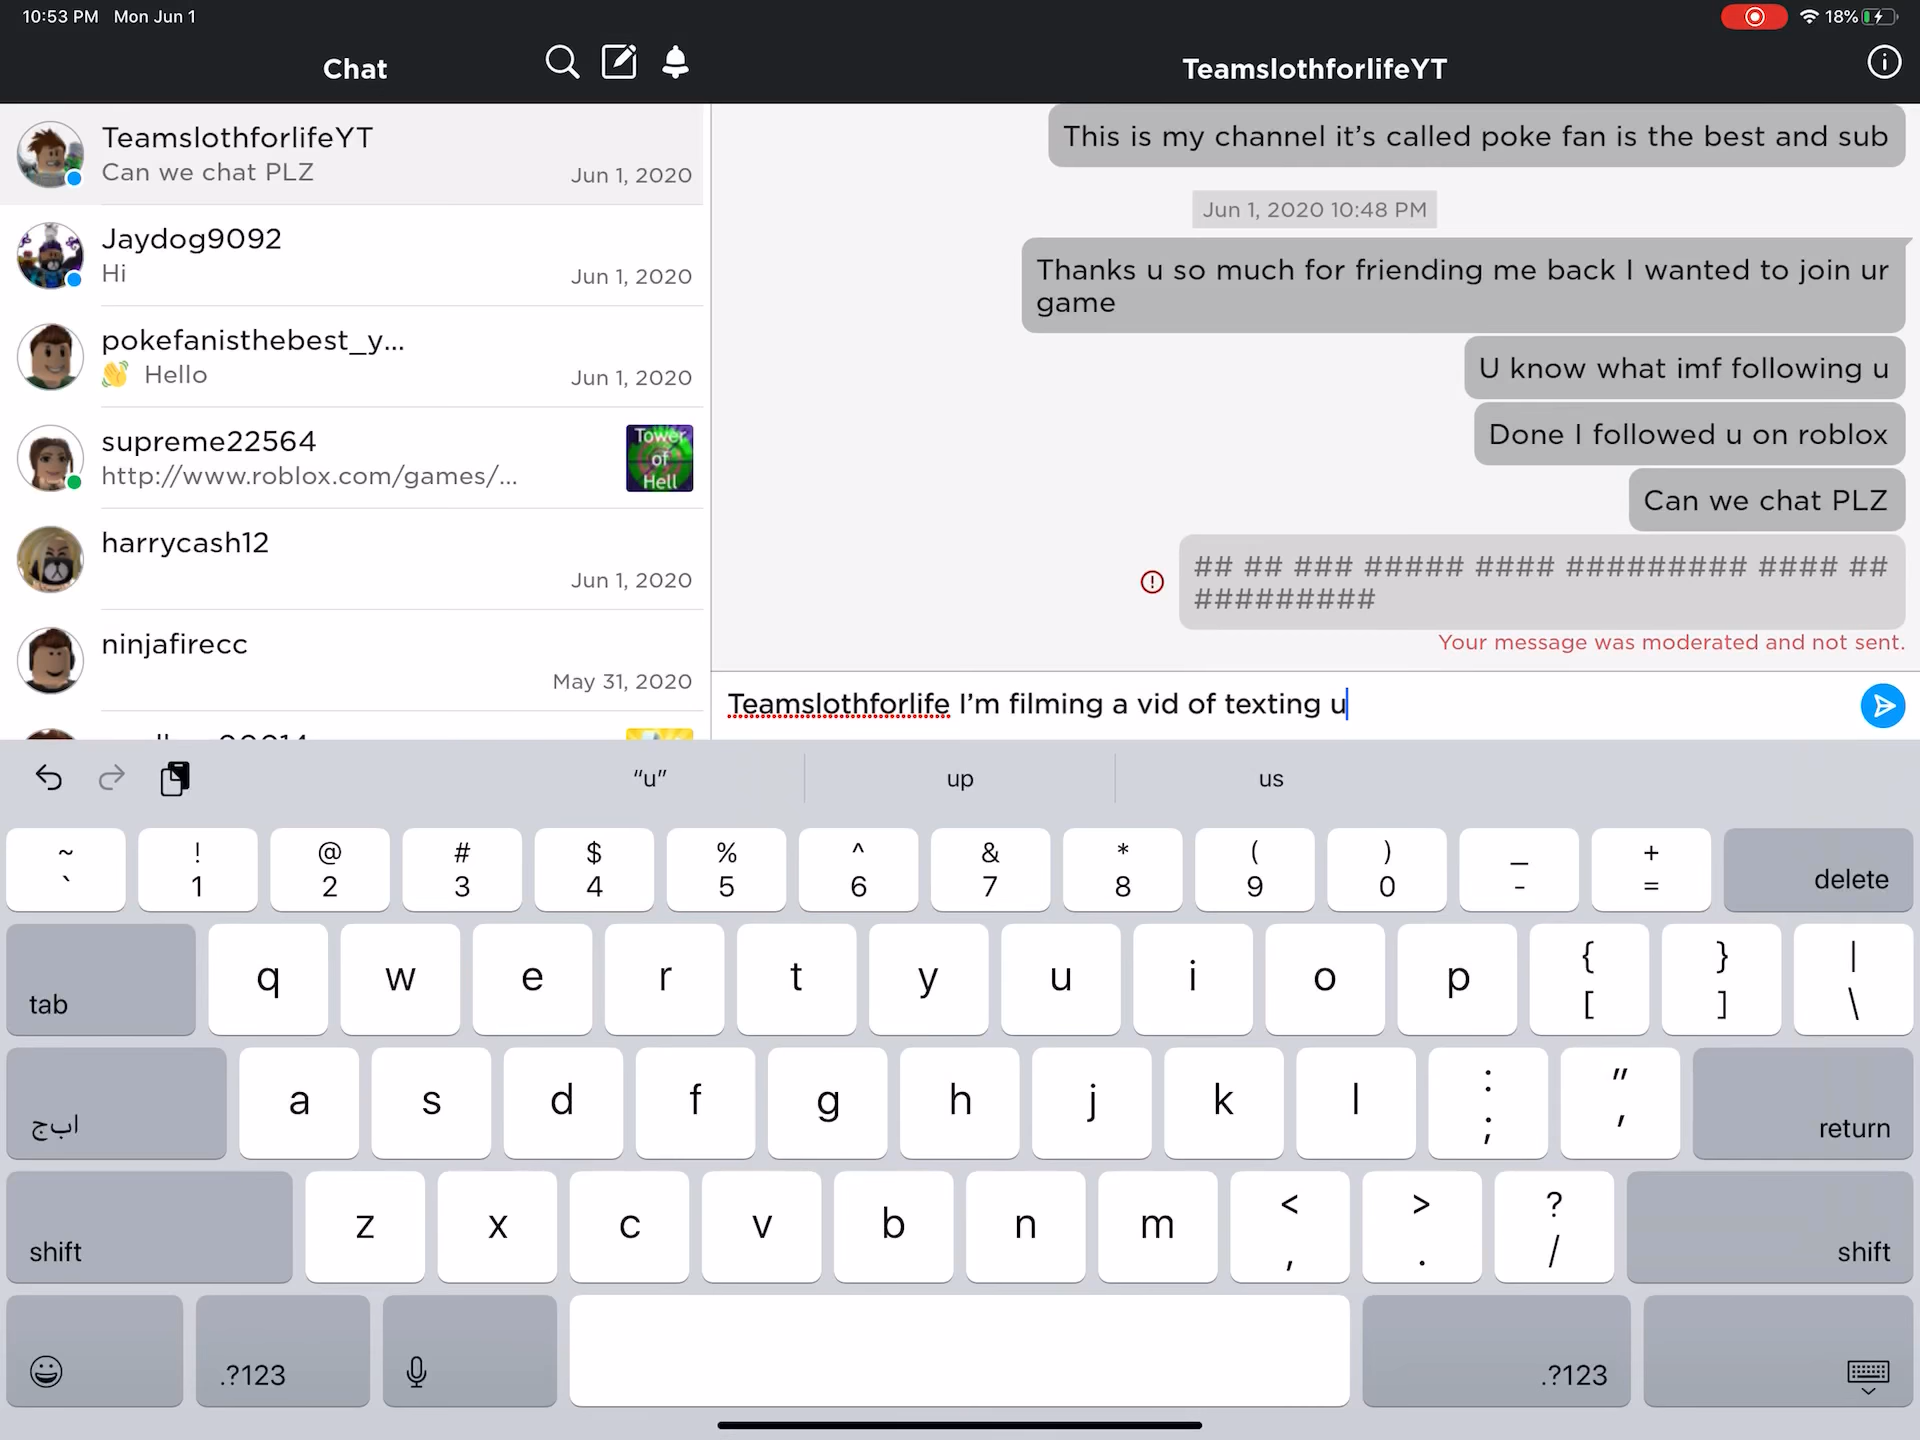 10:53 PM Mon Jun 1
18%
Chat
TeamslothforlifeYT
TeamslothforlifeYT
Can we chat PLZ
Jun 1, 2020
Jaydog9092
Hi
Jun 1, 2020
pokefanisthebest_y...
👋 Hello
Jun 1, 2020
supreme22564
http://www.roblox.com/games/...
Tower
of
Hell
harrycash12
Jun 1, 2020
ninjafirecc
May 31, 2020
This is my channel it’s called poke fan is the best and sub
Jun 1, 2020 10:48 PM
Thanks u so much for friending me back I wanted to join ur
game
U know what imf following u
Done I followed u on roblox
Can we chat PLZ
## ## ### ##### #### ######### #### ##
#########
Your message was moderated and not sent.
Teamslothforlife I’m filming a vid of texting u
“u” up us
~ ! @ # $ % ^ & * ( ) _ +
` 1 2 3 4 5 6 7 8 9 0 - = delete
tab q w e r t y u i o p { [ } ] | \
ابج a s d f g h j k l : ; " ' return
shift z x c v b n m < , > . ? / shift
.?123 .?123